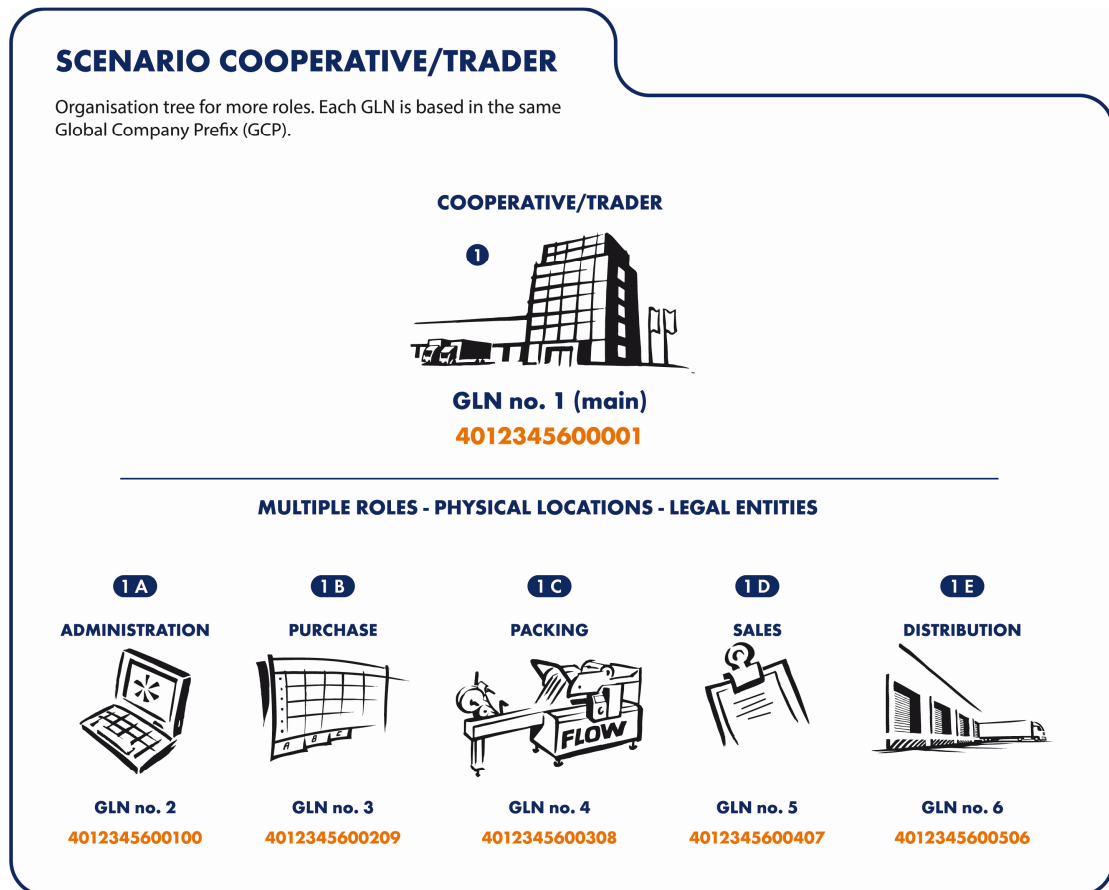 SCENARIO COOPERATIVE/TRADER
Organisation tree for more roles. Each GLN is based in the same
Global Company Prefix (GCP).
COOPERATIVE/TRADER
1
GLN no. 1 (main)
4012345600001
MULTIPLE ROLES - PHYSICAL LOCATIONS - LEGAL ENTITIES
1 A
1 B
1 C
1 D
1 E
ADMINISTRATION
PURCHASE
PACKING
SALES
DISTRIBUTION
A B C
FLOW
GLN no. 2
GLN no. 3
GLN no. 4
GLN no. 5
GLN no. 6
4012345600100
4012345600209
4012345600308
4012345600407
4012345600506